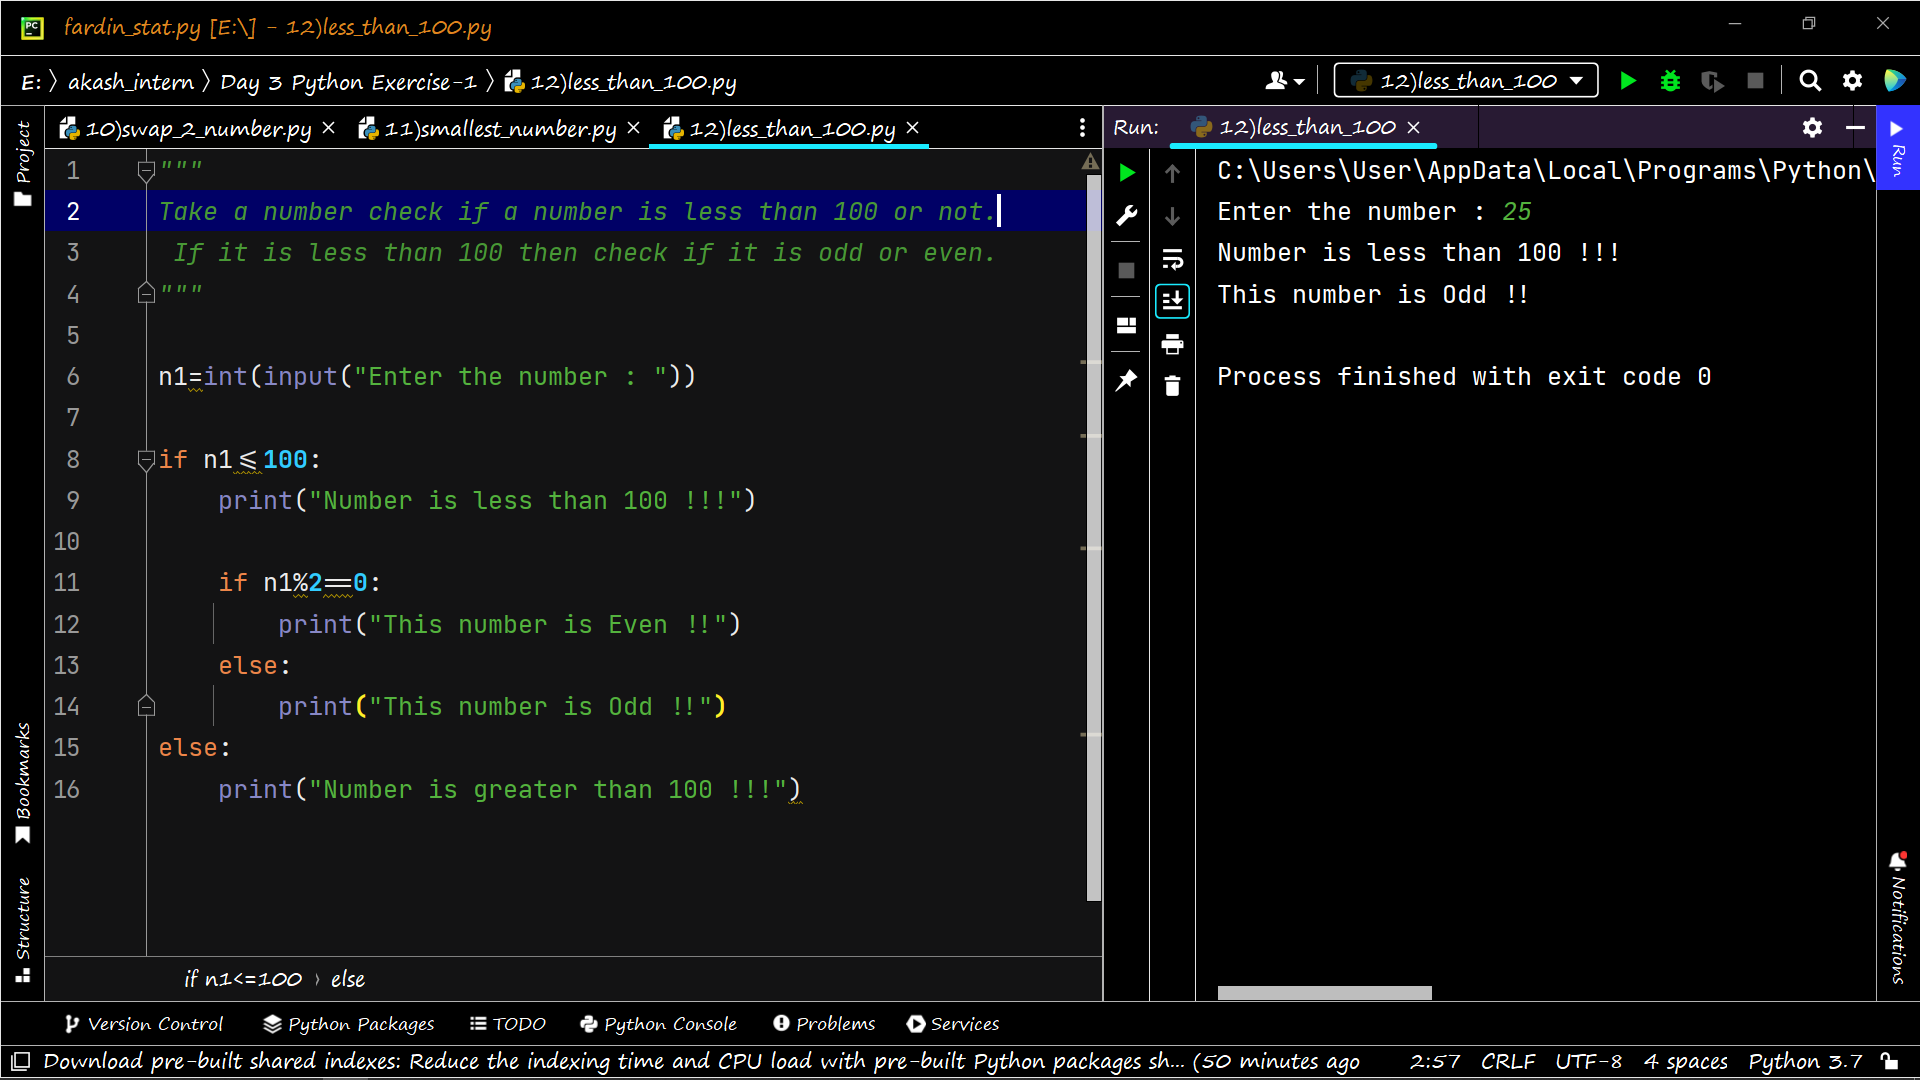 PC
fardin_stat.py [E:\] - 12)less_than_100.py
E: 〉 akash_intern 〉 Day 3 Python Exercise-1 〉 12)less_than_100.py
12)less_than_100
Project
10)swap_2_number.py
11)smallest_number.py
12)less_than_100.py
1 """
2 Take a number check if a number is less than 100 or not.
3  If it is less than 100 then check if it is odd or even.
4 """
5
6 n1=int(input("Enter the number : "))
7
8 if n1<=100:
9     print("Number is less than 100 !!!")
10
11     if n1%2==0:
12         print("This number is Even !!")
13     else:
14         print("This number is Odd !!")
15 else:
16     print("Number is greater than 100 !!!")
if n1<=100 › else
Bookmarks
Structure
Run: 12)less_than_100
C:\Users\User\AppData\Local\Programs\Python\
Enter the number : 25
Number is less than 100 !!!
This number is Odd !!
Process finished with exit code 0
Run
Notifications
Version Control Python Packages TODO Python Console Problems Services
Download pre-built shared indexes: Reduce the indexing time and CPU load with pre-built Python packages sh... (50 minutes ago 2:57 CRLF UTF-8 4 spaces Python 3.7